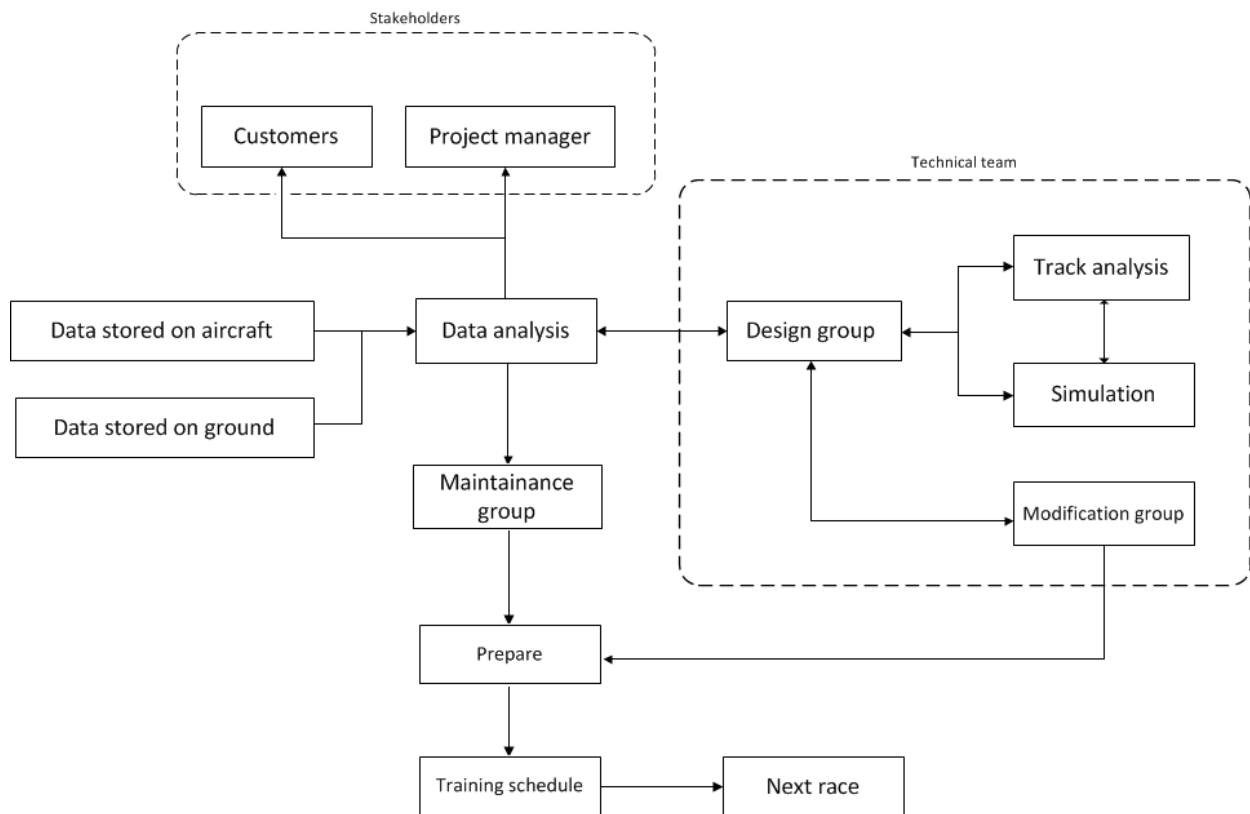 Stakeholders
Customers
Project manager
Technical team
Track analysis
Data stored on aircraft
Data analysis
Design group
Simulation
Data stored on ground
Maintainance
group
Modification group
Prepare
Training schedule
Next race